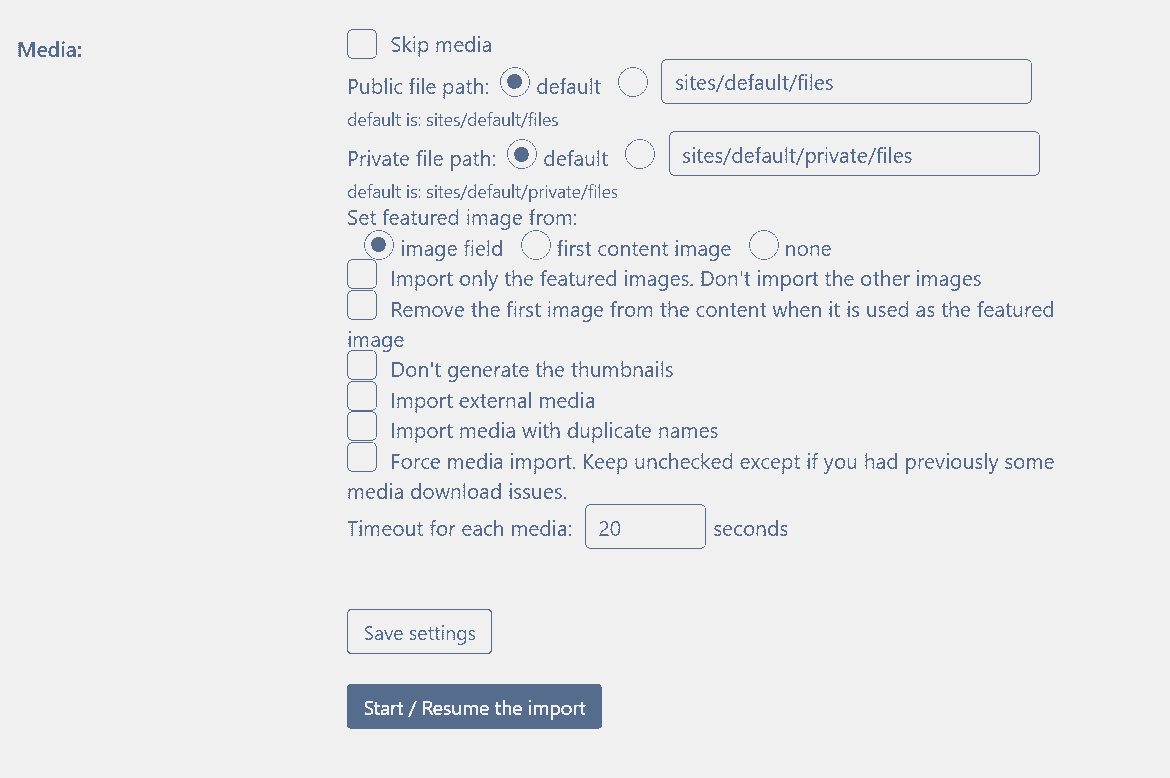 Media:
Skip media
Public file path: default sites/default/files
default is: sites/default/files
Private file path: default sites/default/private/files
default is: sites/default/private/files
Set featured image from:
image field first content image none
Import only the featured images. Don't import the other images
Remove the first image from the content when it is used as the featured
image
Don't generate the thumbnails
Import external media
Import media with duplicate names
Force media import. Keep unchecked except if you had previously some
media download issues.
Timeout for each media: 20 seconds
Save settings
Start / Resume the import